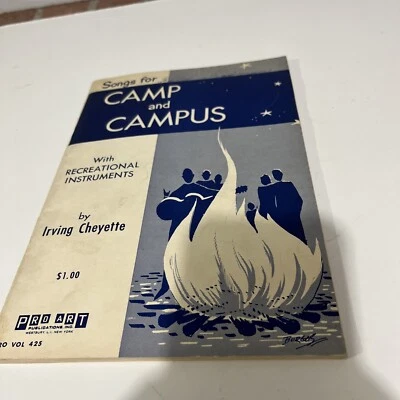 Songs for
CAMP
and
CAMPUS
With
RECREATIONAL
INSTRUMENTS
by
Irving Cheyette
$1.00
PRO ART
PUBLICATIONS, INC.
WESTBURY, L.I., NEW YORK
RO VOL 425